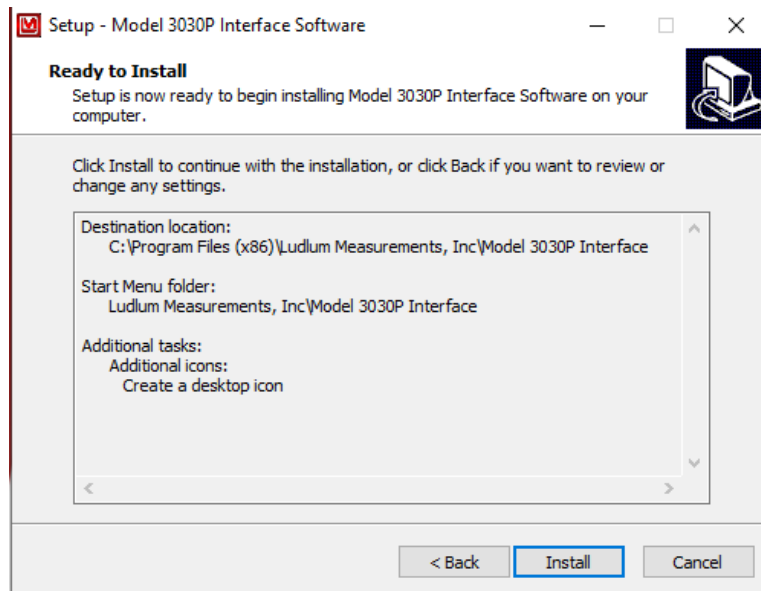 Setup - Model 3030P Interface Software
Ready to Install
Setup is now ready to begin installing Model 3030P Interface Software on your
computer.
Click Install to continue with the installation, or click Back if you want to review or
change any settings.
Destination location:
C:\Program Files (x86)\Ludlum Measurements, Inc\Model 3030P Interface
Start Menu folder:
Ludlum Measurements, Inc\Model 3030P Interface
Additional tasks:
Additional icons:
Create a desktop icon
< Back Install Cancel